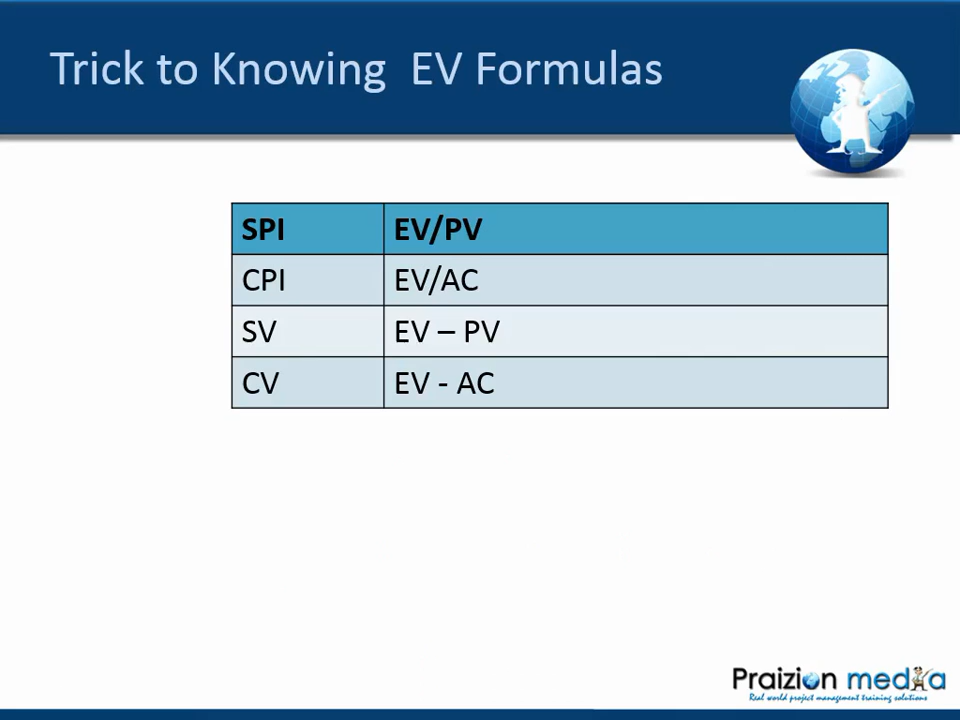 Trick to Knowing EV Formulas
SPI EV/PV
CPI EV/AC
SV EV – PV
CV EV - AC
Praizion media
Real world project management training solutions